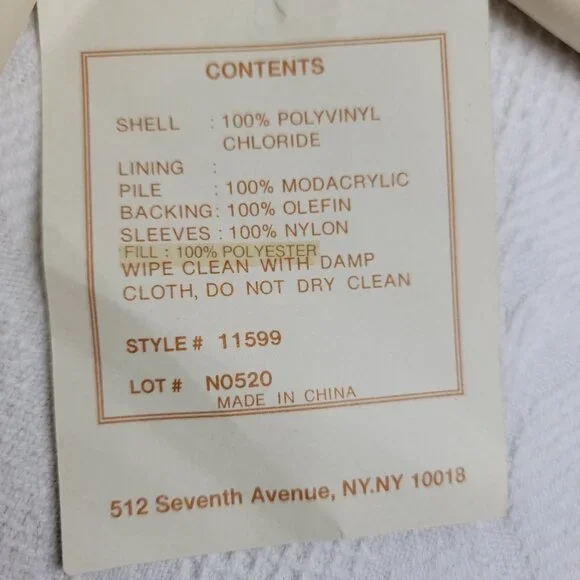 CONTENTS
SHELL : 100% POLYVINYL
CHLORIDE
LINING :
PILE : 100% MODACRYLIC
BACKING : 100% OLEFIN
SLEEVES : 100% NYLON
FILL : 100% POLYESTER
WIPE CLEAN WITH DAMP
CLOTH, DO NOT DRY CLEAN
STYLE # 11599
LOT # N0520
MADE IN CHINA
512 Seventh Avenue, NY.NY 10018